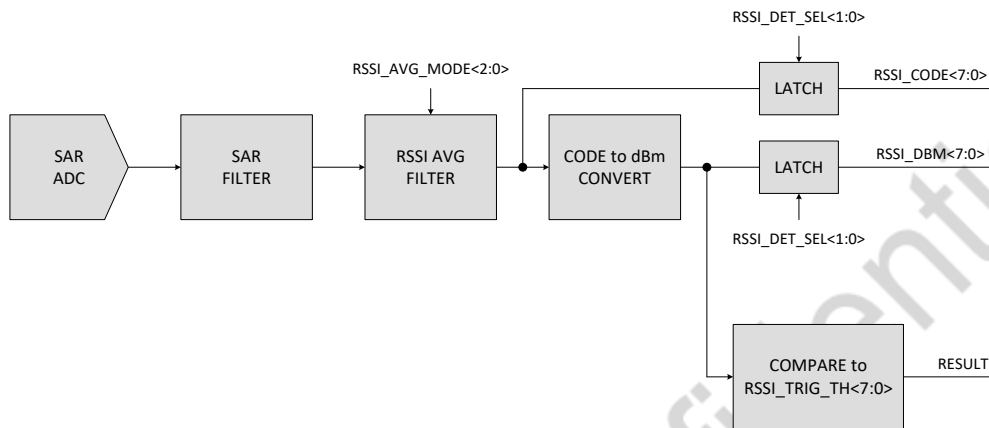 RSSI_DET_SEL<1:0>
RSSI_AVG_MODE<2:0>
LATCH
RSSI_CODE<7:0>
SAR
ADC
SAR
FILTER
RSSI AVG
FILTER
CODE to dBm
CONVERT
LATCH
RSSI_DBM<7:0>
RSSI_DET_SEL<1:0>
COMPARE to
RSSI_TRIG_TH<7:0>
RESULT